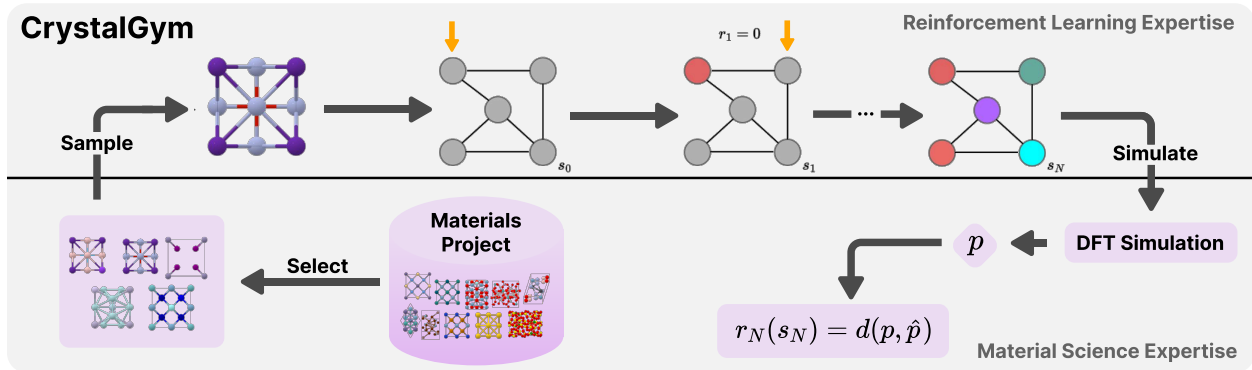 CrystalGym
Reinforcement Learning Expertise
r₁ = 0
Sample
s₀
s₁
...
s_N
Simulate
Materials
Project
Select
p
DFT Simulation
r_N(s_N) = d(p, p̂)
Material Science Expertise